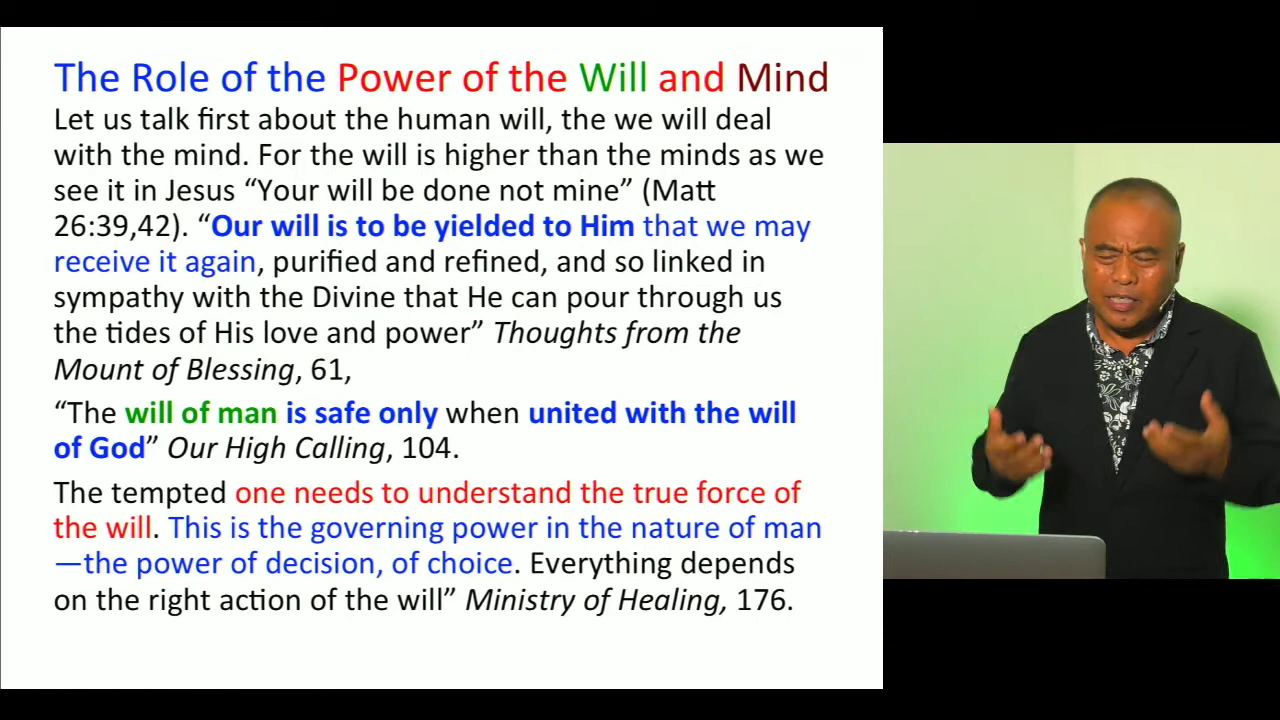 The Role of the Power of the Will and Mind
Let us talk first about the human will, the we will deal
with the mind. For the will is higher than the minds as we
see it in Jesus “Your will be done not mine” (Matt
26:39,42). “Our will is to be yielded to Him that we may
receive it again, purified and refined, and so linked in
sympathy with the Divine that He can pour through us
the tides of His love and power” Thoughts from the
Mount of Blessing, 61,
“The will of man is safe only when united with the will
of God” Our High Calling, 104.
The tempted one needs to understand the true force of
the will. This is the governing power in the nature of man
—the power of decision, of choice. Everything depends
on the right action of the will” Ministry of Healing, 176.